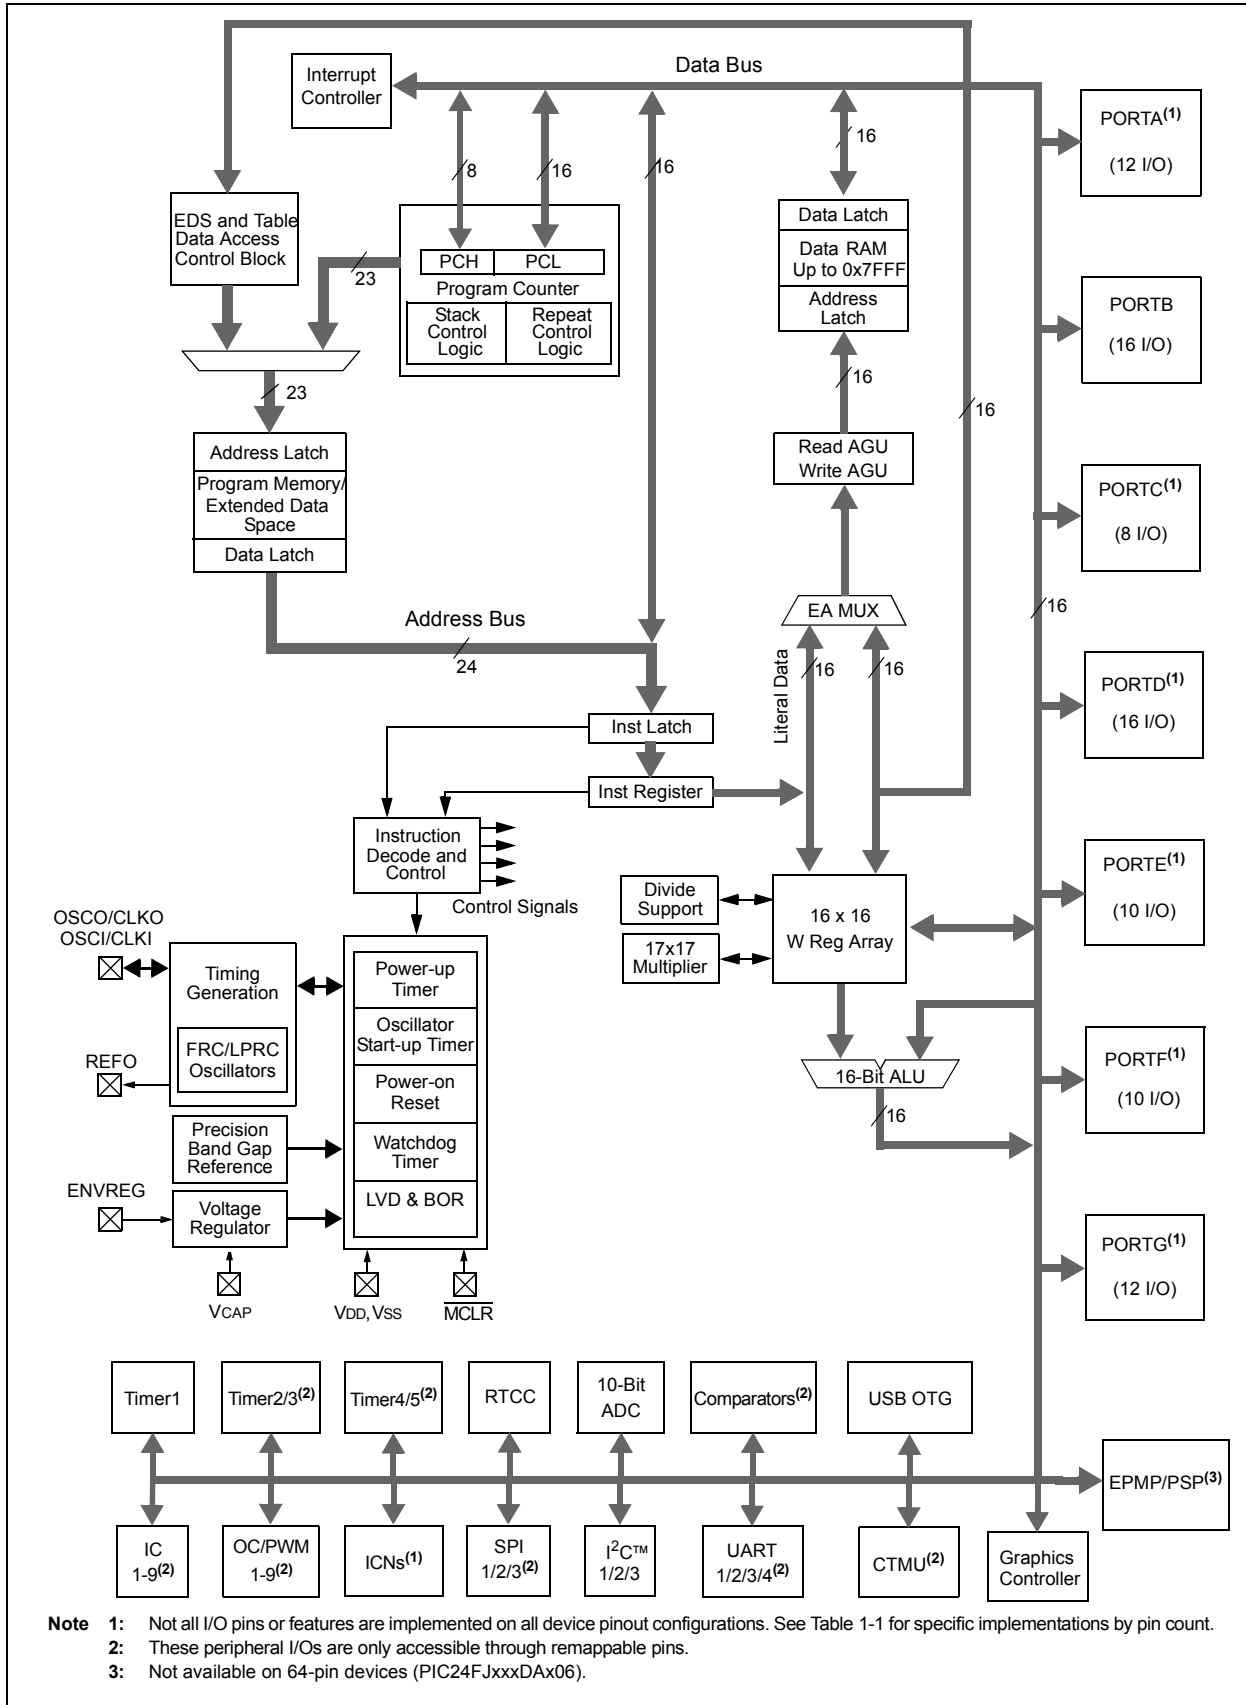 Data Bus
Interrupt
Controller
16
8
16
16
EDS and Table
Data Access
Control Block
23
PCH
PCL
Program Counter
Stack
Control
Logic
Repeat
Control
Logic
Data Latch
Data RAM
Up to 0x7FFF
Address
Latch
PORTA(1)
(12 I/O)
PORTB
(16 I/O)
23
16
16
Address Latch
Program Memory/
Extended Data
Space
Data Latch
Read AGU
Write AGU
PORTC(1)
(8 I/O)
EA MUX
16
Address Bus
24
Literal Data
16
16
PORTD(1)
(16 I/O)
Inst Latch
Inst Register
Instruction
Decode and
Control
Control Signals
Divide
Support
17x17
Multiplier
16 x 16
W Reg Array
PORTE(1)
(10 I/O)
OSCO/CLKO
OSCI/CLKI
Timing
Generation
FRC/LPRC
Oscillators
REFO
Power-up
Timer
Oscillator
Start-up Timer
Power-on
Reset
Watchdog
Timer
LVD & BOR
16-Bit ALU
16
PORTF(1)
(10 I/O)
Precision
Band Gap
Reference
ENVREG
Voltage
Regulator
PORTG(1)
(12 I/O)
VCAP
VDD, VSS
MCLR
Timer1
Timer2/3(2)
Timer4/5(2)
RTCC
10-Bit
ADC
Comparators(2)
USB OTG
EPMP/PSP(3)
IC
1-9(2)
OC/PWM
1-9(2)
ICNs(1)
SPI
1/2/3(2)
I2C™
1/2/3
UART
1/2/3/4(2)
CTMU(2)
Graphics
Controller
Note 1: Not all I/O pins or features are implemented on all device pinout configurations. See Table 1-1 for specific implementations by pin count.
2: These peripheral I/Os are only accessible through remappable pins.
3: Not available on 64-pin devices (PIC24FJxxxDAx06).